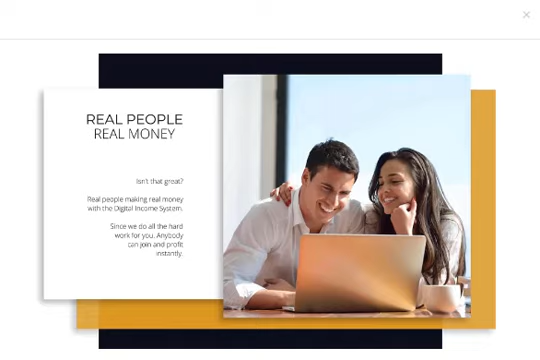 REAL PEOPLE
REAL MONEY
Isn't that great?
Real people making real money
with the Digital Income System.
Since we do all the hard
work for you, Anybody
can join and profit
instantly.